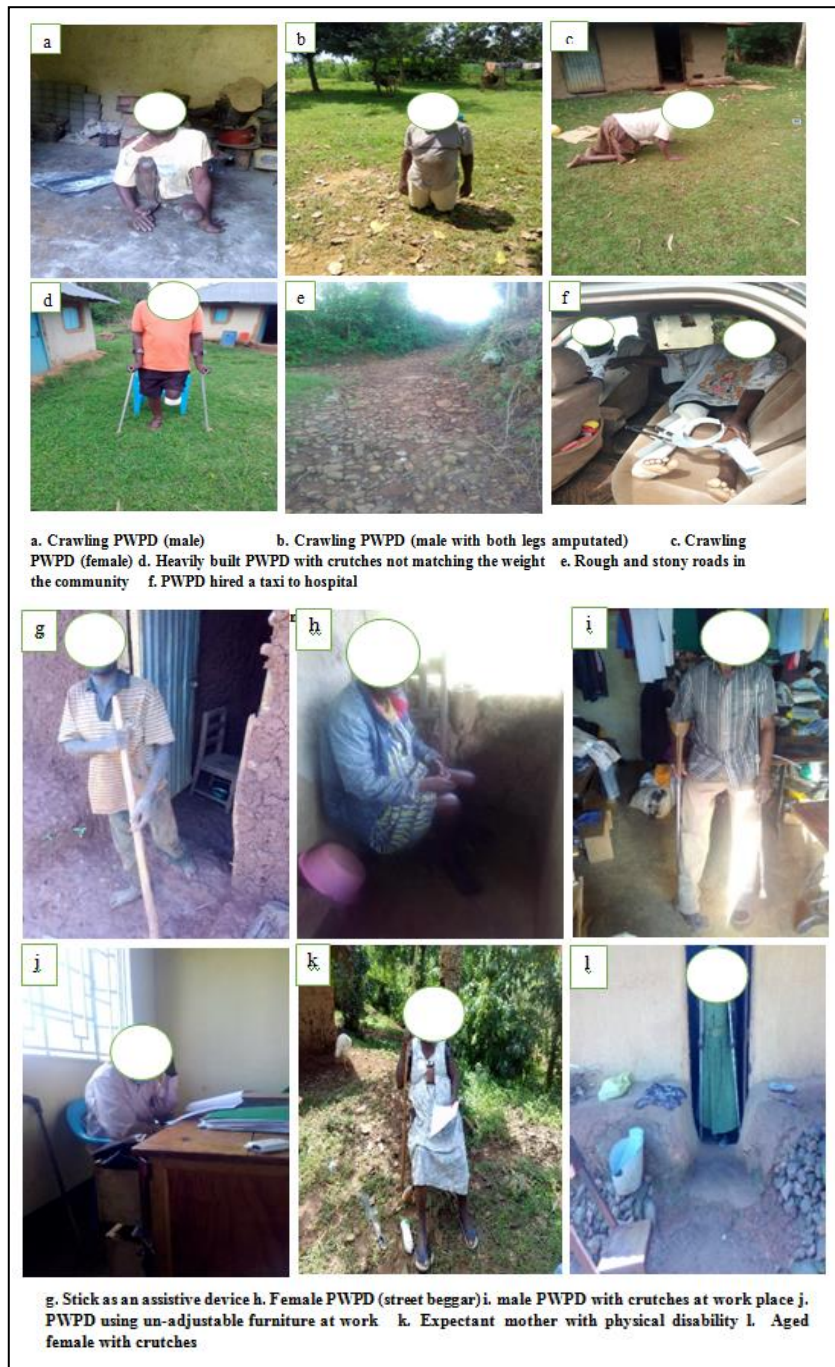 a
b
c
d
e
f
a. Crawling PWPD (male) b. Crawling PWPD (male with both legs amputated) c. Crawling
PWPD (female) d. Heavily built PWPD with crutches not matching the weight e. Rough and stony roads in
the community f. PWPD hired a taxi to hospital
g
h
i
j
k
l
g. Stick as an assistive device h. Female PWPD (street beggar) i. male PWPD with crutches at work place j.
PWPD using un-adjustable furniture at work k. Expectant mother with physical disability l. Aged
female with crutches